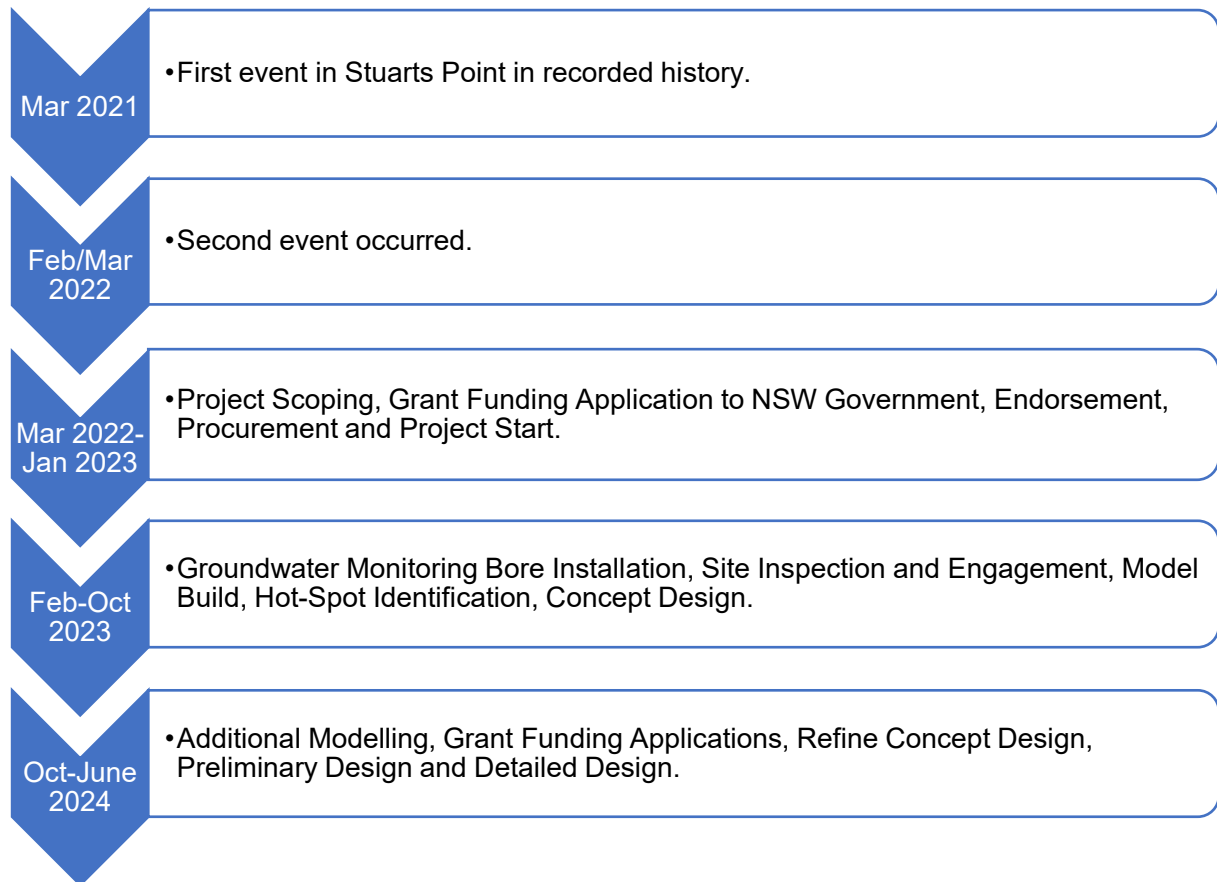 Mar 2021
•First event in Stuarts Point in recorded history.
Feb/Mar
2022
•Second event occurred.
Mar 2022-
Jan 2023
•Project Scoping, Grant Funding Application to NSW Government, Endorsement,
Procurement and Project Start.
Feb-Oct
2023
•Groundwater Monitoring Bore Installation, Site Inspection and Engagement, Model
Build, Hot-Spot Identification, Concept Design.
Oct-June
2024
•Additional Modelling, Grant Funding Applications, Refine Concept Design,
Preliminary Design and Detailed Design.